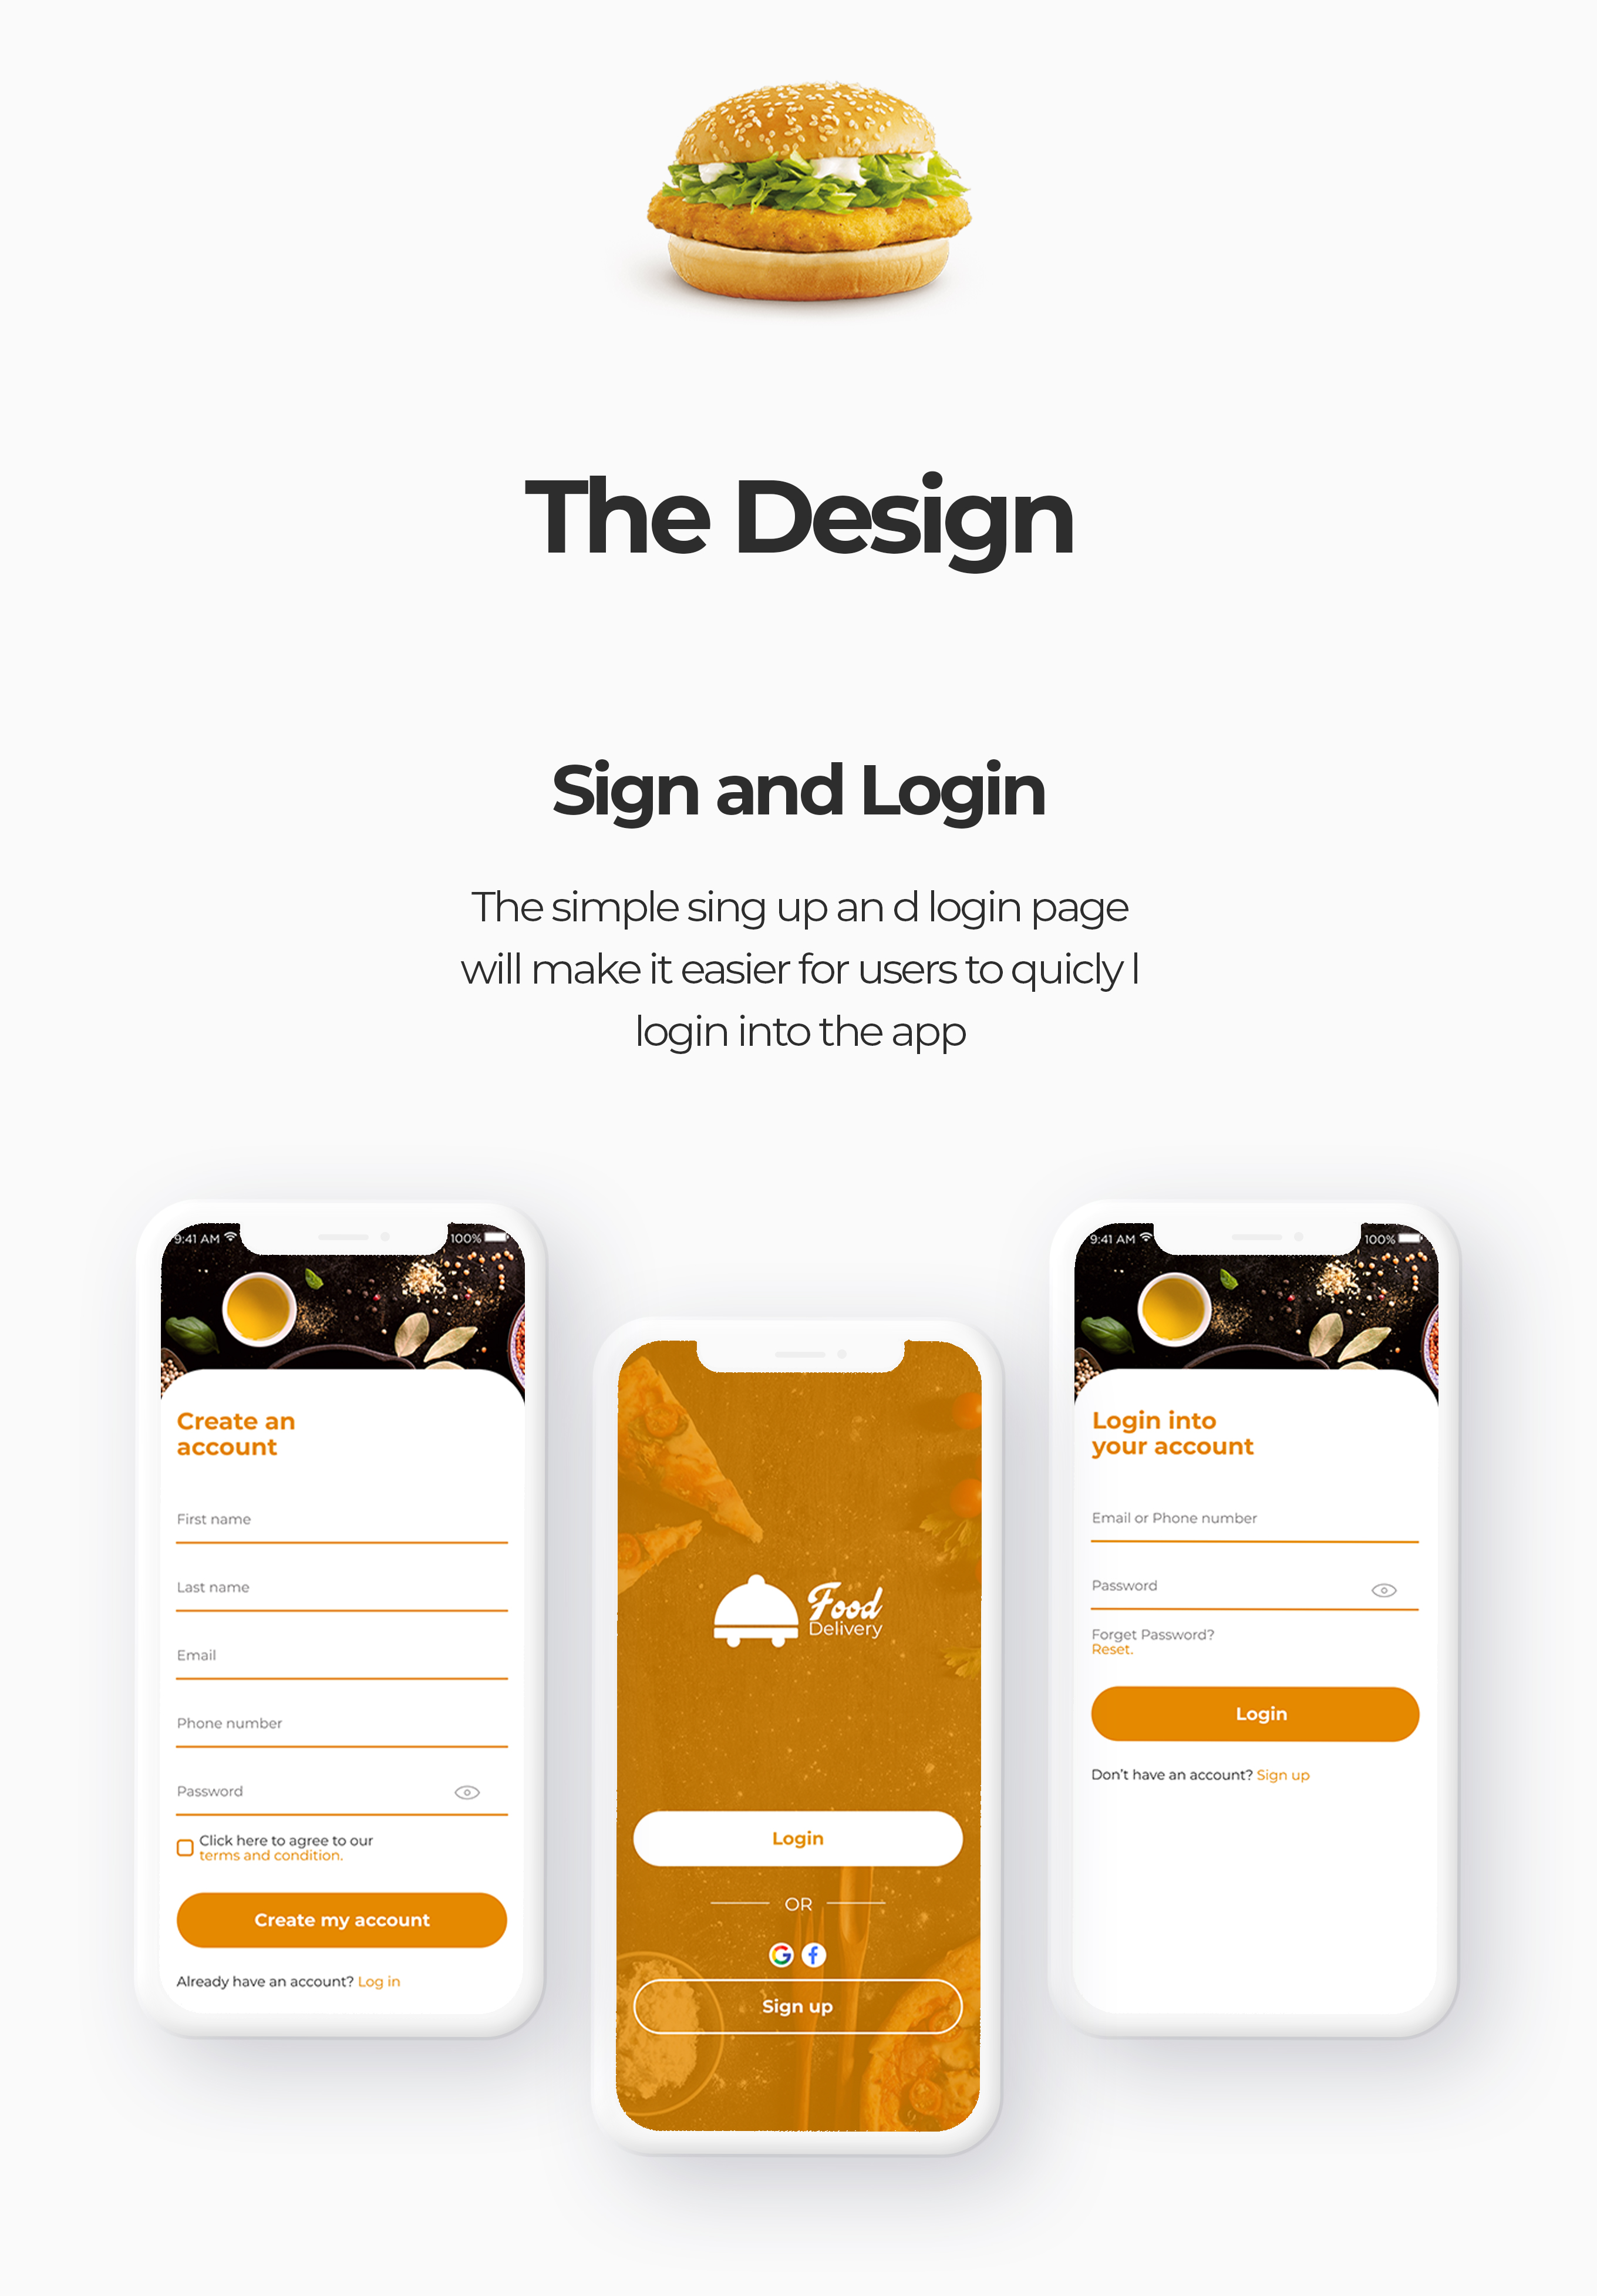 The Design
Sign and Login
The simple sing up an d login page
will make it easier for users to quicly l
login into the app
9:41 AM
100%
Create an
account
First name
Last name
Email
Phone number
Password
Click here to agree to our
terms and condition.
Create my account
Already have an account? Log in
Food
Delivery
Login
OR
G f
Sign up
9:41 AM
100%
Login into
your account
Email or Phone number
Password
Forget Password?
Reset.
Login
Don't have an account? Sign up